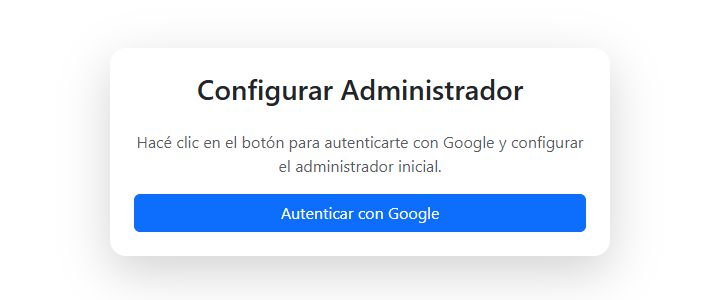 Configurar Administrador
Hacé clic en el botón para autenticarte con Google y configurar
el administrador inicial.
Autenticar con Google